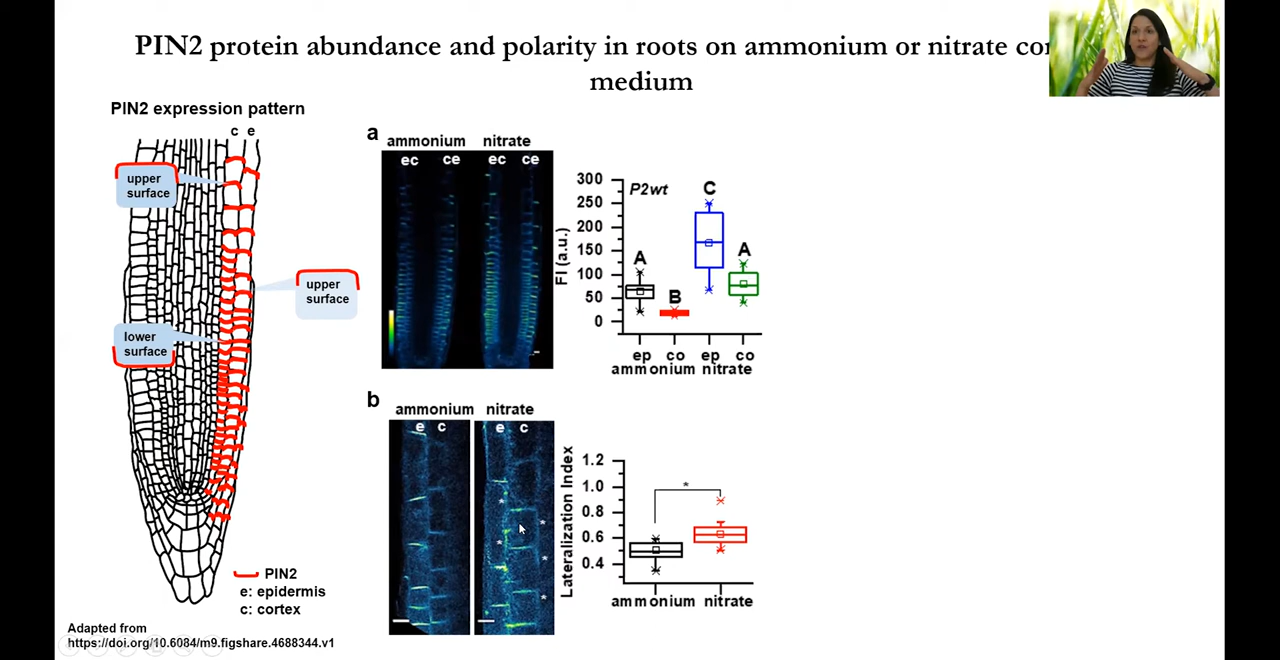 PIN2 protein abundance and polarity in roots on ammonium or nitrate
medium
PIN2 expression pattern
c e
upper
surface
upper
surface
lower
surface
PIN2
e: epidermis
c: cortex
Adapted from
https://doi.org/10.6084/m9.figshare.4688344.v1
a
ammonium nitrate
ec ce ec ce
P2wt
FI (a.u.)
300
250
200
150
100
50
0
A B C A
ep co ep co
ammonium nitrate
b
ammonium nitrate
e c e c
* * * * *
Lateralization Index
1.2
1.0
0.8
0.6
0.4
*
ammonium nitrate